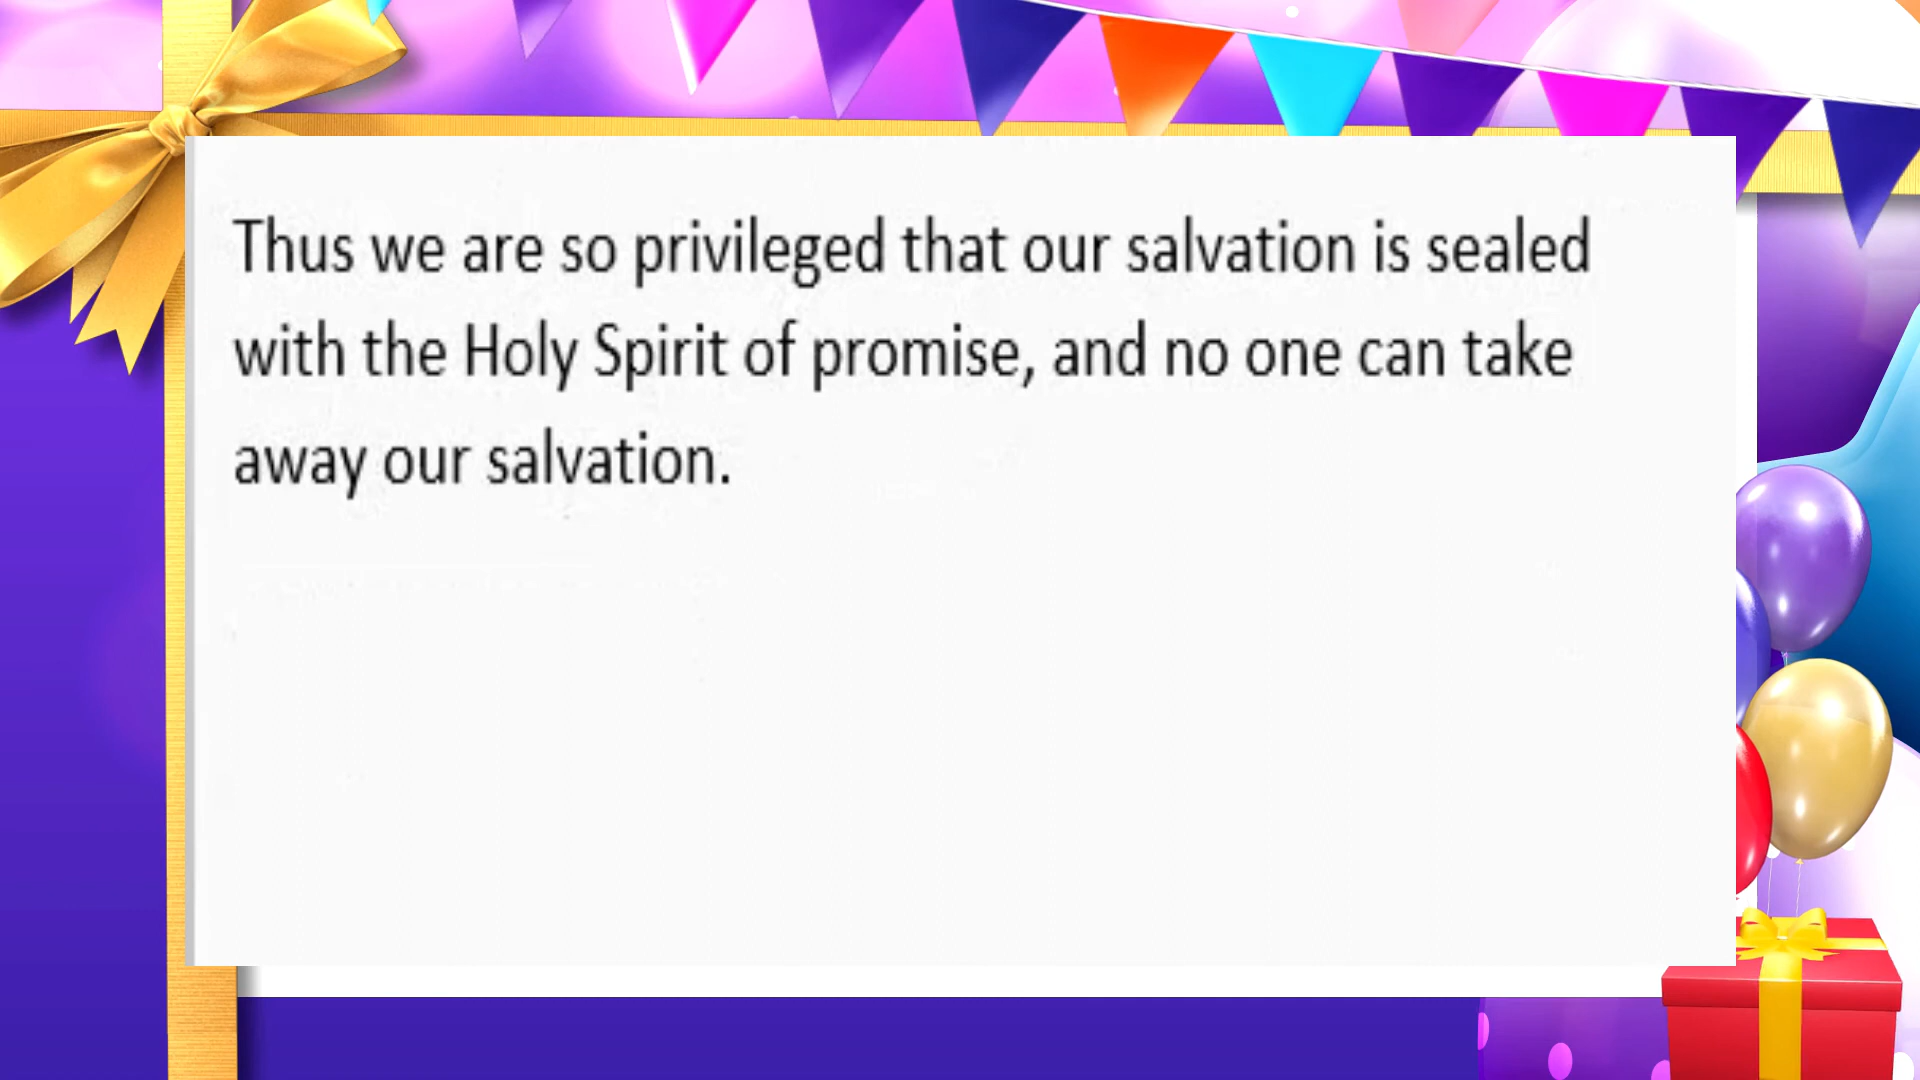 Thus we are so privileged that our salvation is sealed
with the Holy Spirit of promise, and no one can take
away our salvation.